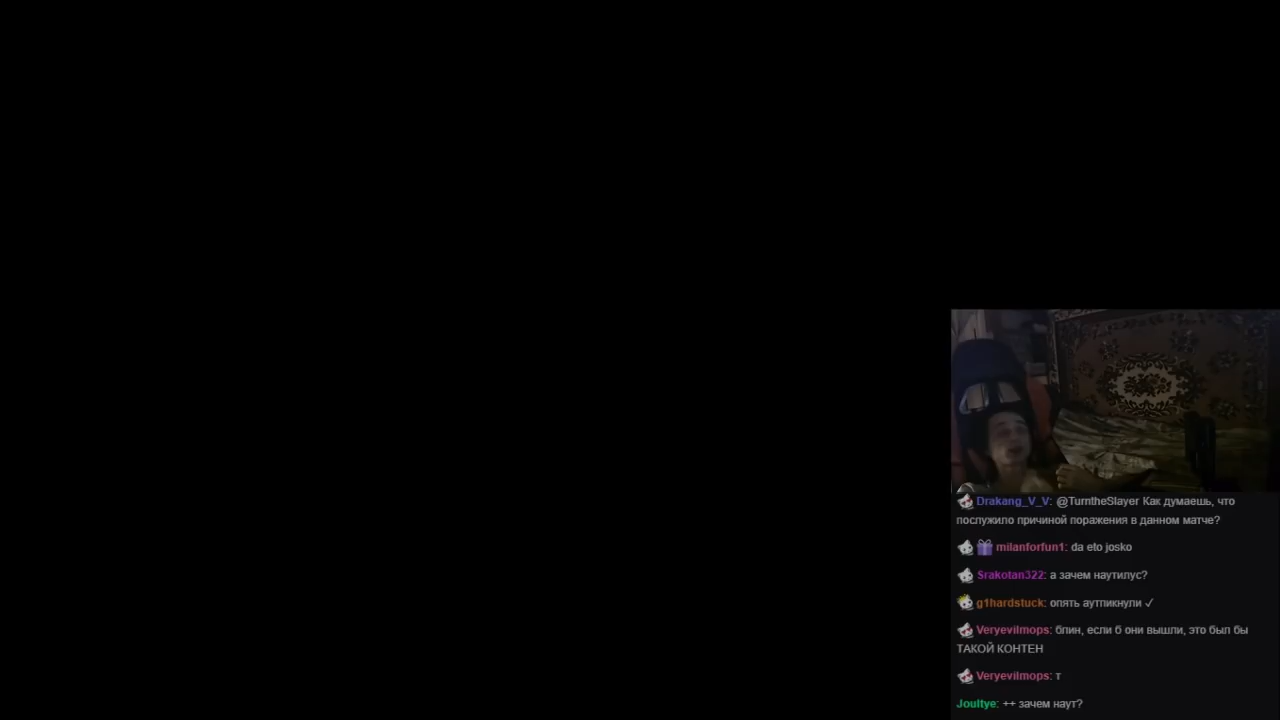 Drakang_V_V: @TurntheSlayer Как думаешь, что
послужило причиной поражения в данном матче?
milanforfun1: da eto josko
Srakotan322: а зачем наутилус?
g1hardstuck: опять аутпикнули ✓
Veryevilmops: блин, если б они вышли, это был бы
ТАКОЙ КОНТЕН
Veryevilmops: т
Joultye: ++ зачем наут?